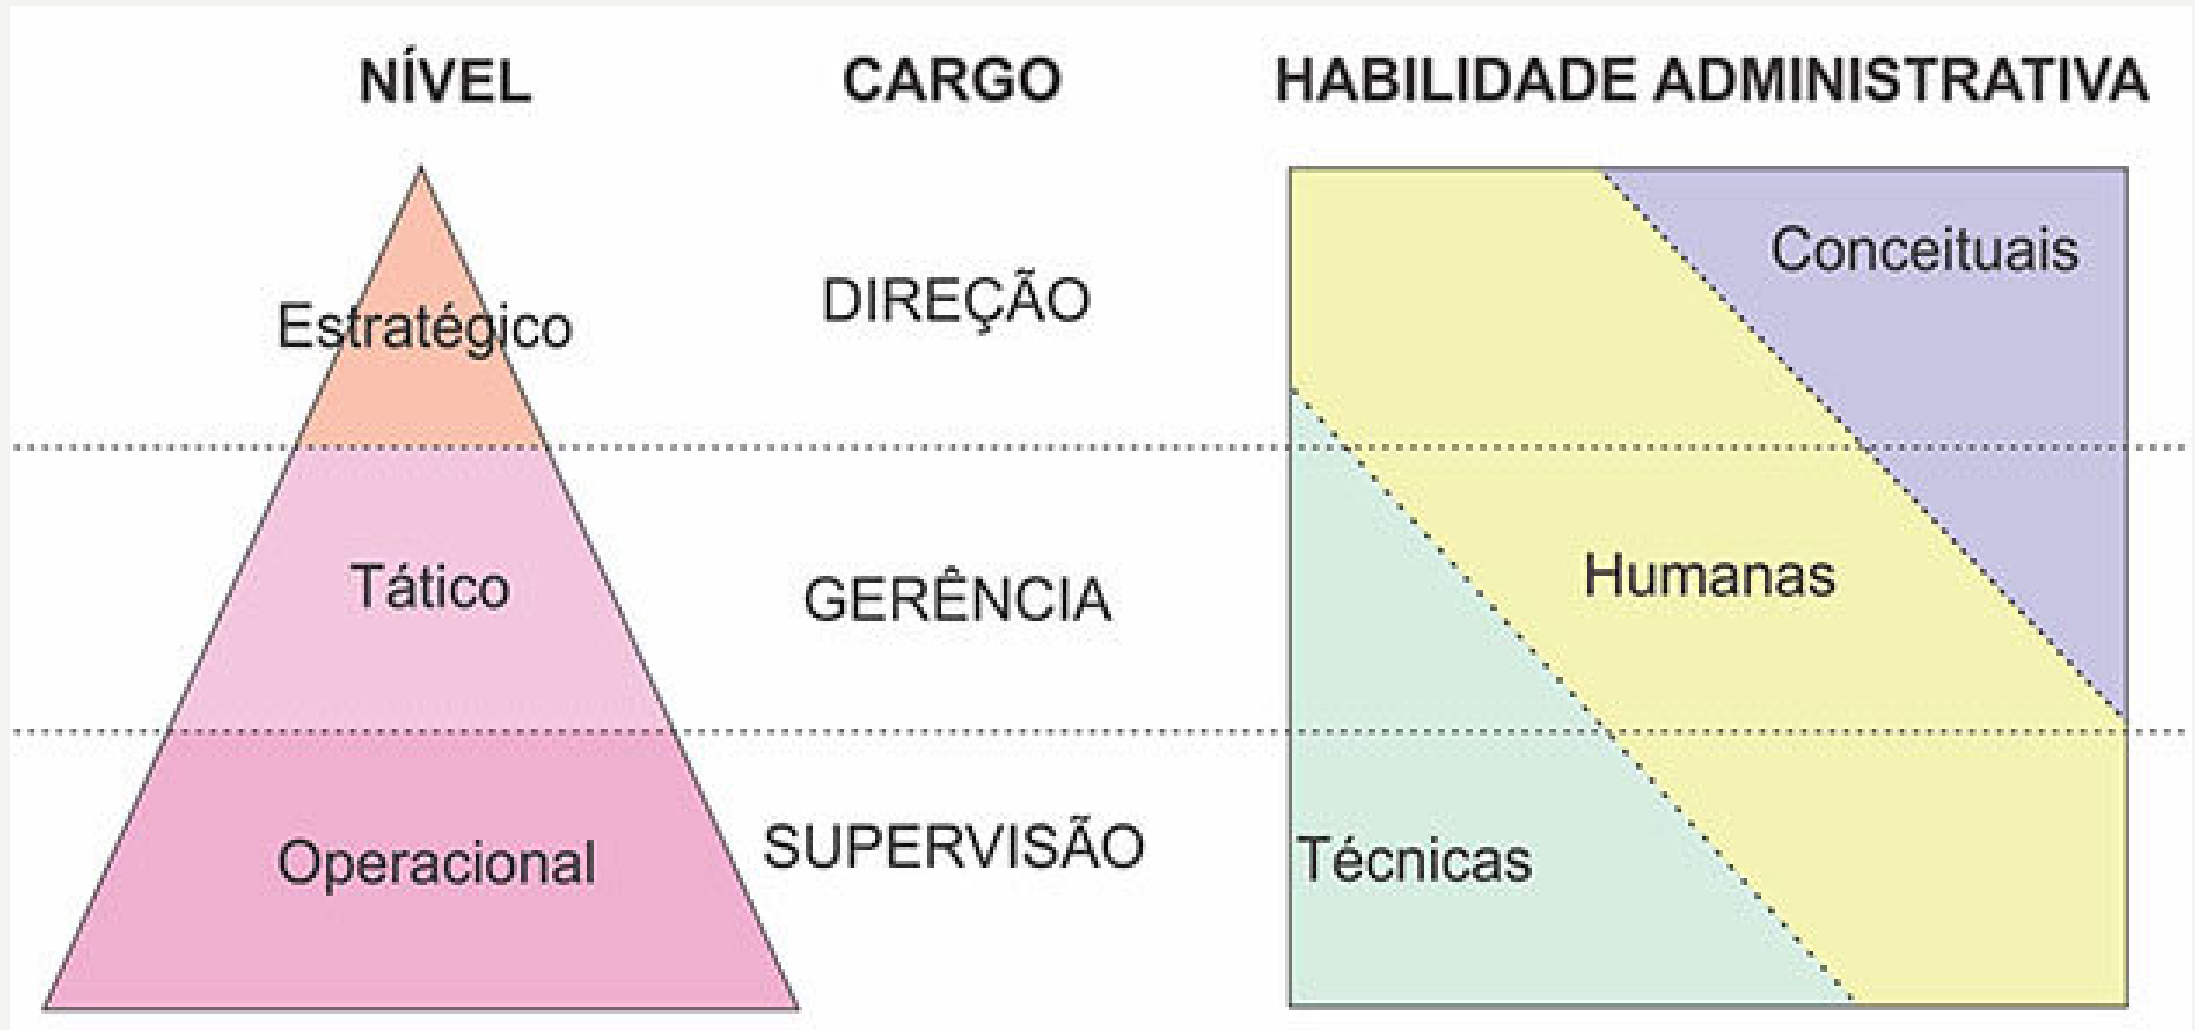 NÍVEL CARGO HABILIDADE ADMINISTRATIVA
Estratégico DIREÇÃO Conceituais
Tático GERÊNCIA Humanas
Operacional SUPERVISÃO Técnicas